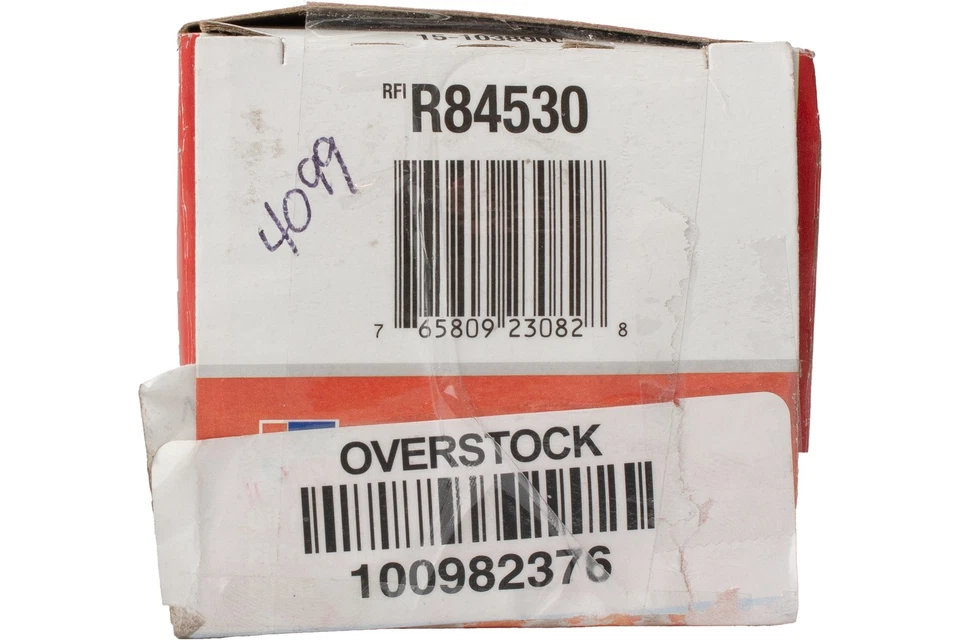 RFI R84530
4099
7 65809 23082 8
OVERSTOCK
100982376